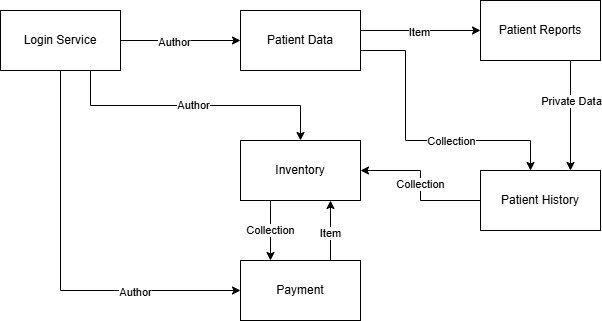 Login Service
Author
Patient Data
Item
Patient Reports
Author
Private Data
Collection
Inventory
Collection
Patient History
Collection
Item
Author
Payment